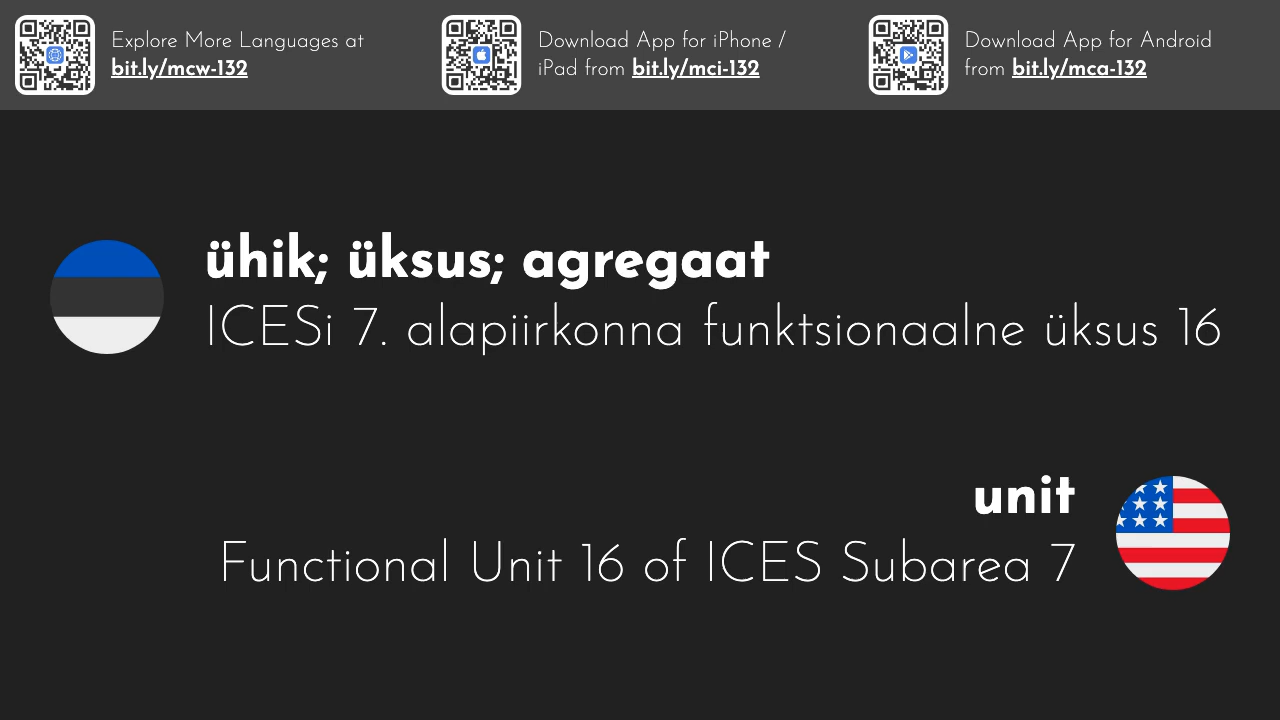 Explore More Languages at
bit.ly/mcw-132
Download App for iPhone /
iPad from bit.ly/mci-132
Download App for Android
from bit.ly/mca-132
ühik; üksus; agregaat
ICESi 7. alapiirkonna funktsionaalne üksus 16
unit
Functional Unit 16 of ICES Subarea 7